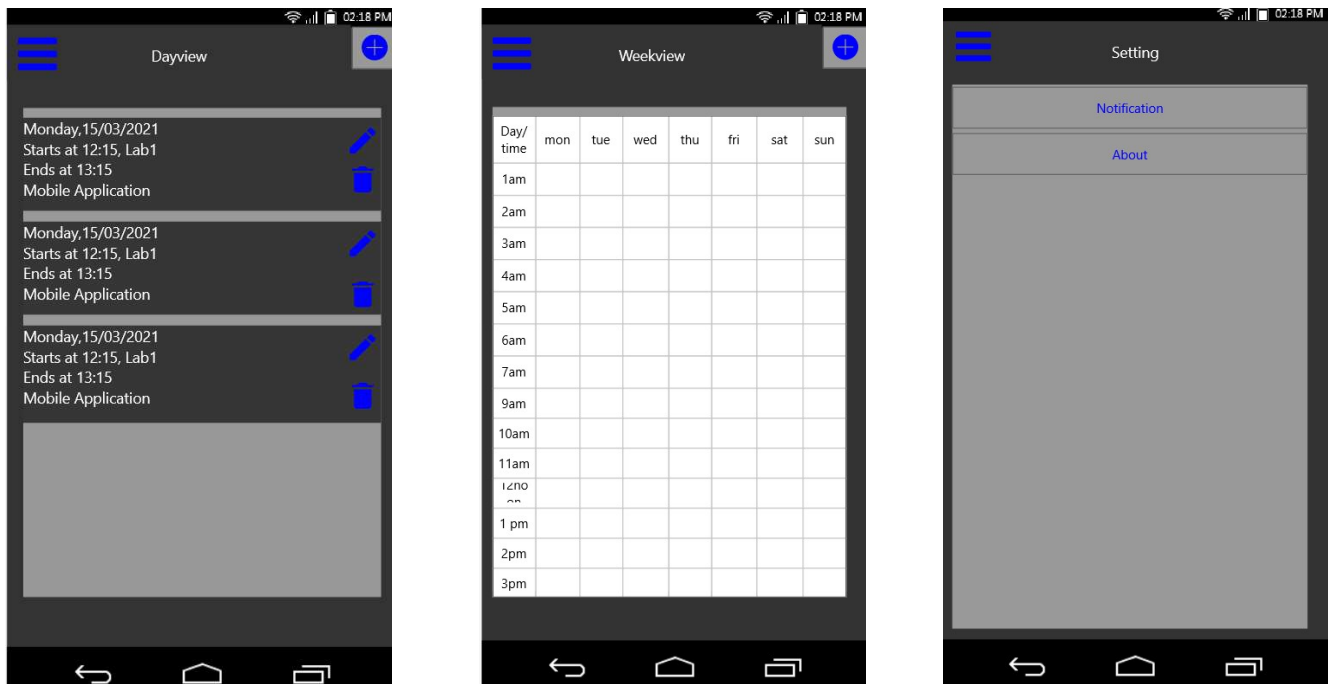 02:18 PM
Dayview
Monday,15/03/2021
Starts at 12:15, Lab1
Ends at 13:15
Mobile Application
Monday,15/03/2021
Starts at 12:15, Lab1
Ends at 13:15
Mobile Application
Monday,15/03/2021
Starts at 12:15, Lab1
Ends at 13:15
Mobile Application
02:18 PM
Weekview
Day/ mon tue wed thu fri sat sun
time
1am
2am
3am
4am
5am
6am
7am
9am
10am
11am
12no
on
1 pm
2pm
3pm
02:18 PM
Setting
Notification
About